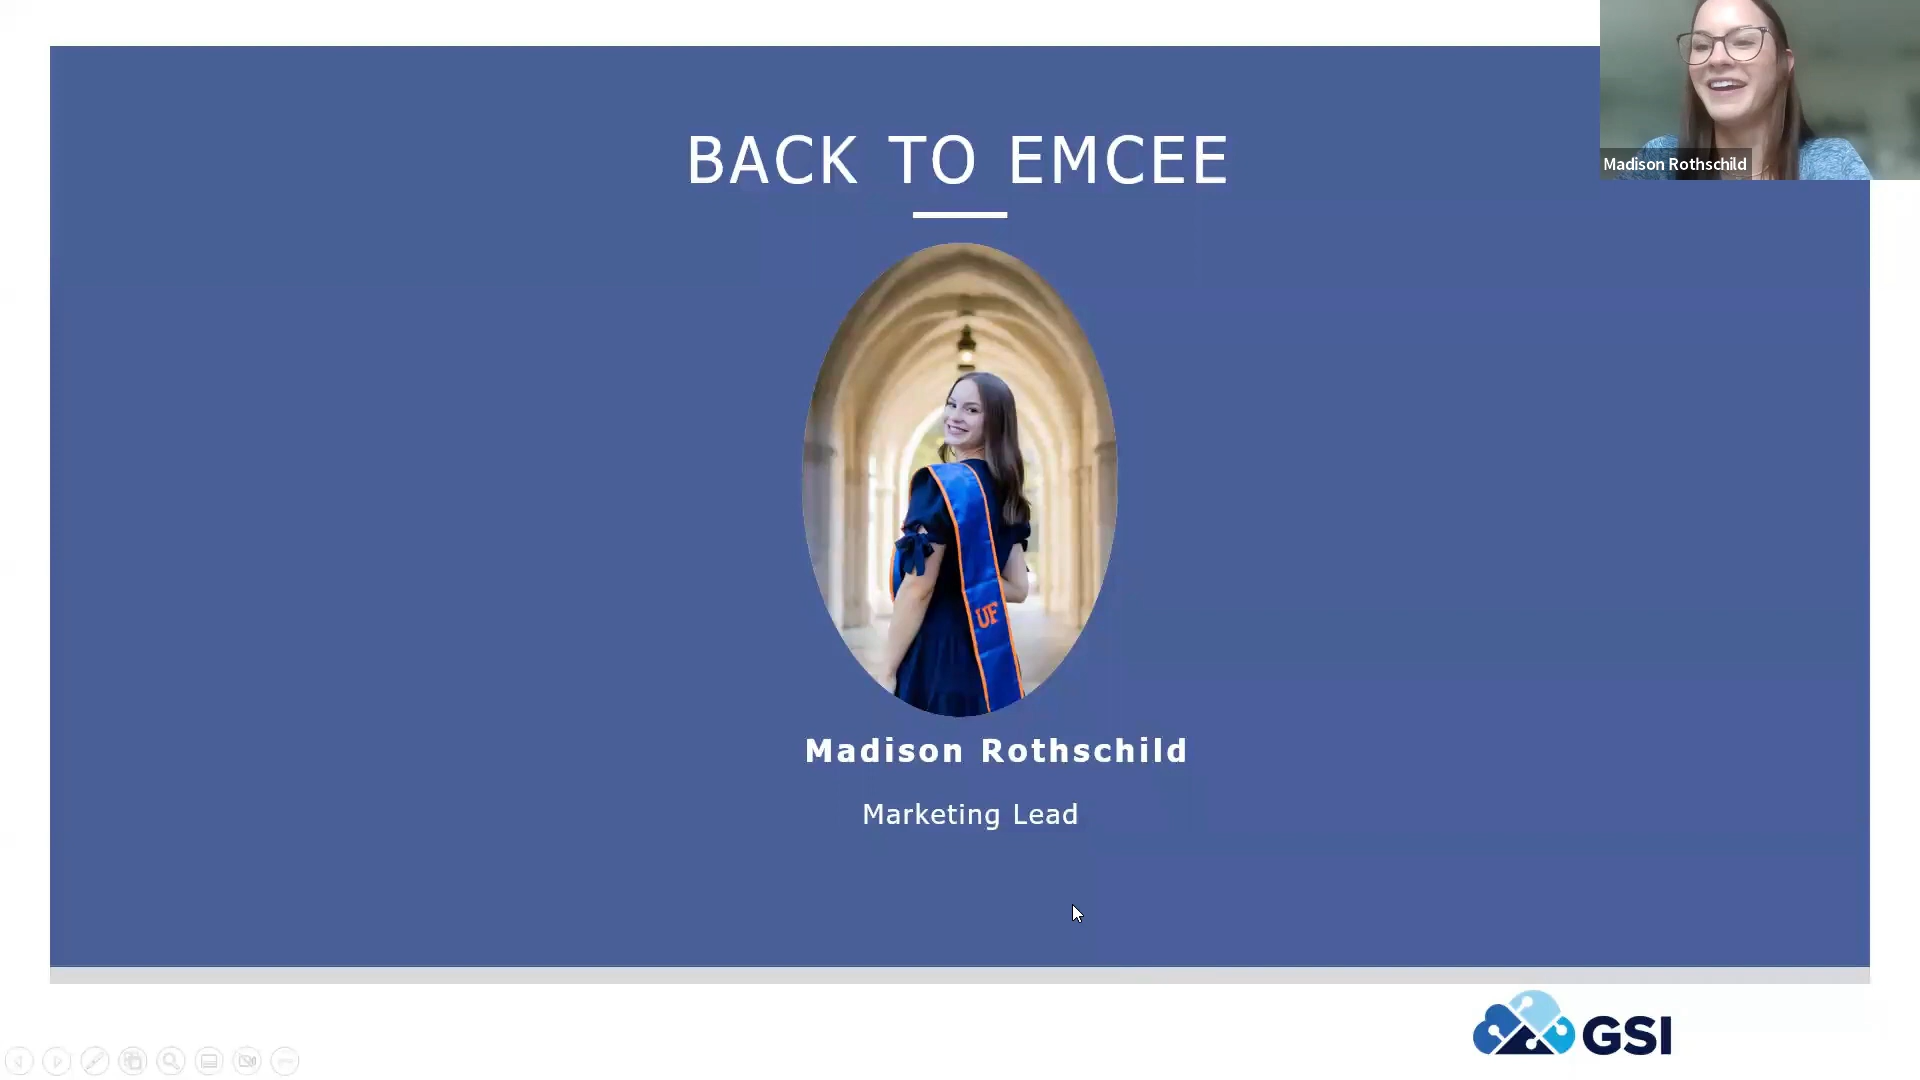 BACK TO EMCEE
Madison Rothschild
UF
Madison Rothschild
Marketing Lead
GSI